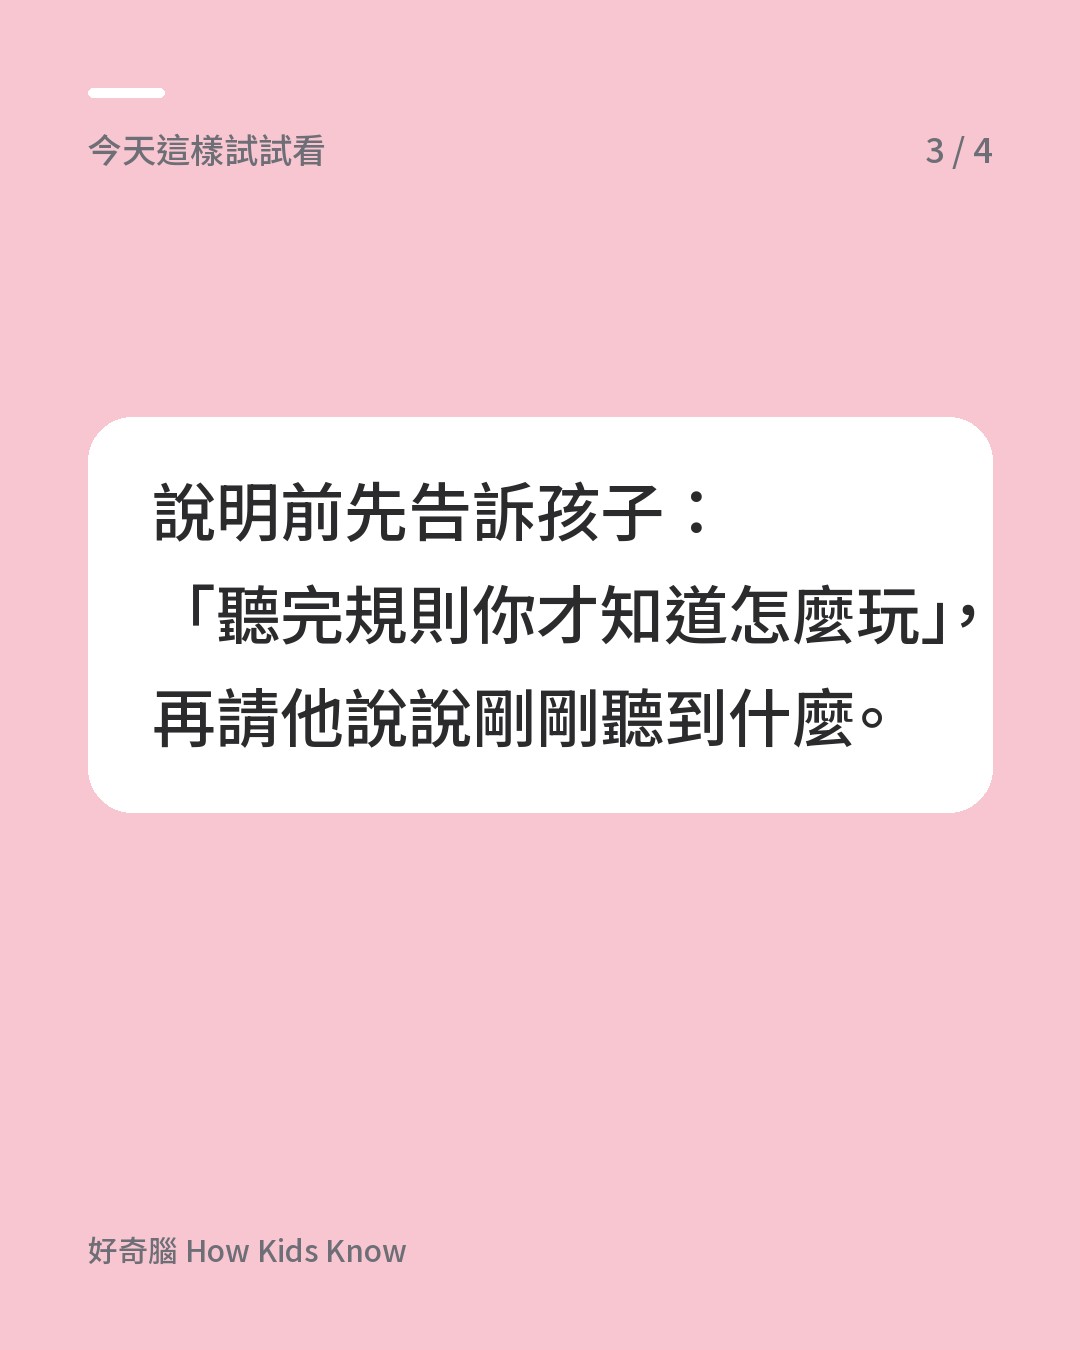 今天這樣試試看
3 / 4
說明前先告訴孩子：
「聽完規則你才知道怎麼玩」，
再請他說說剛剛聽到什麼。
好奇腦 How Kids Know